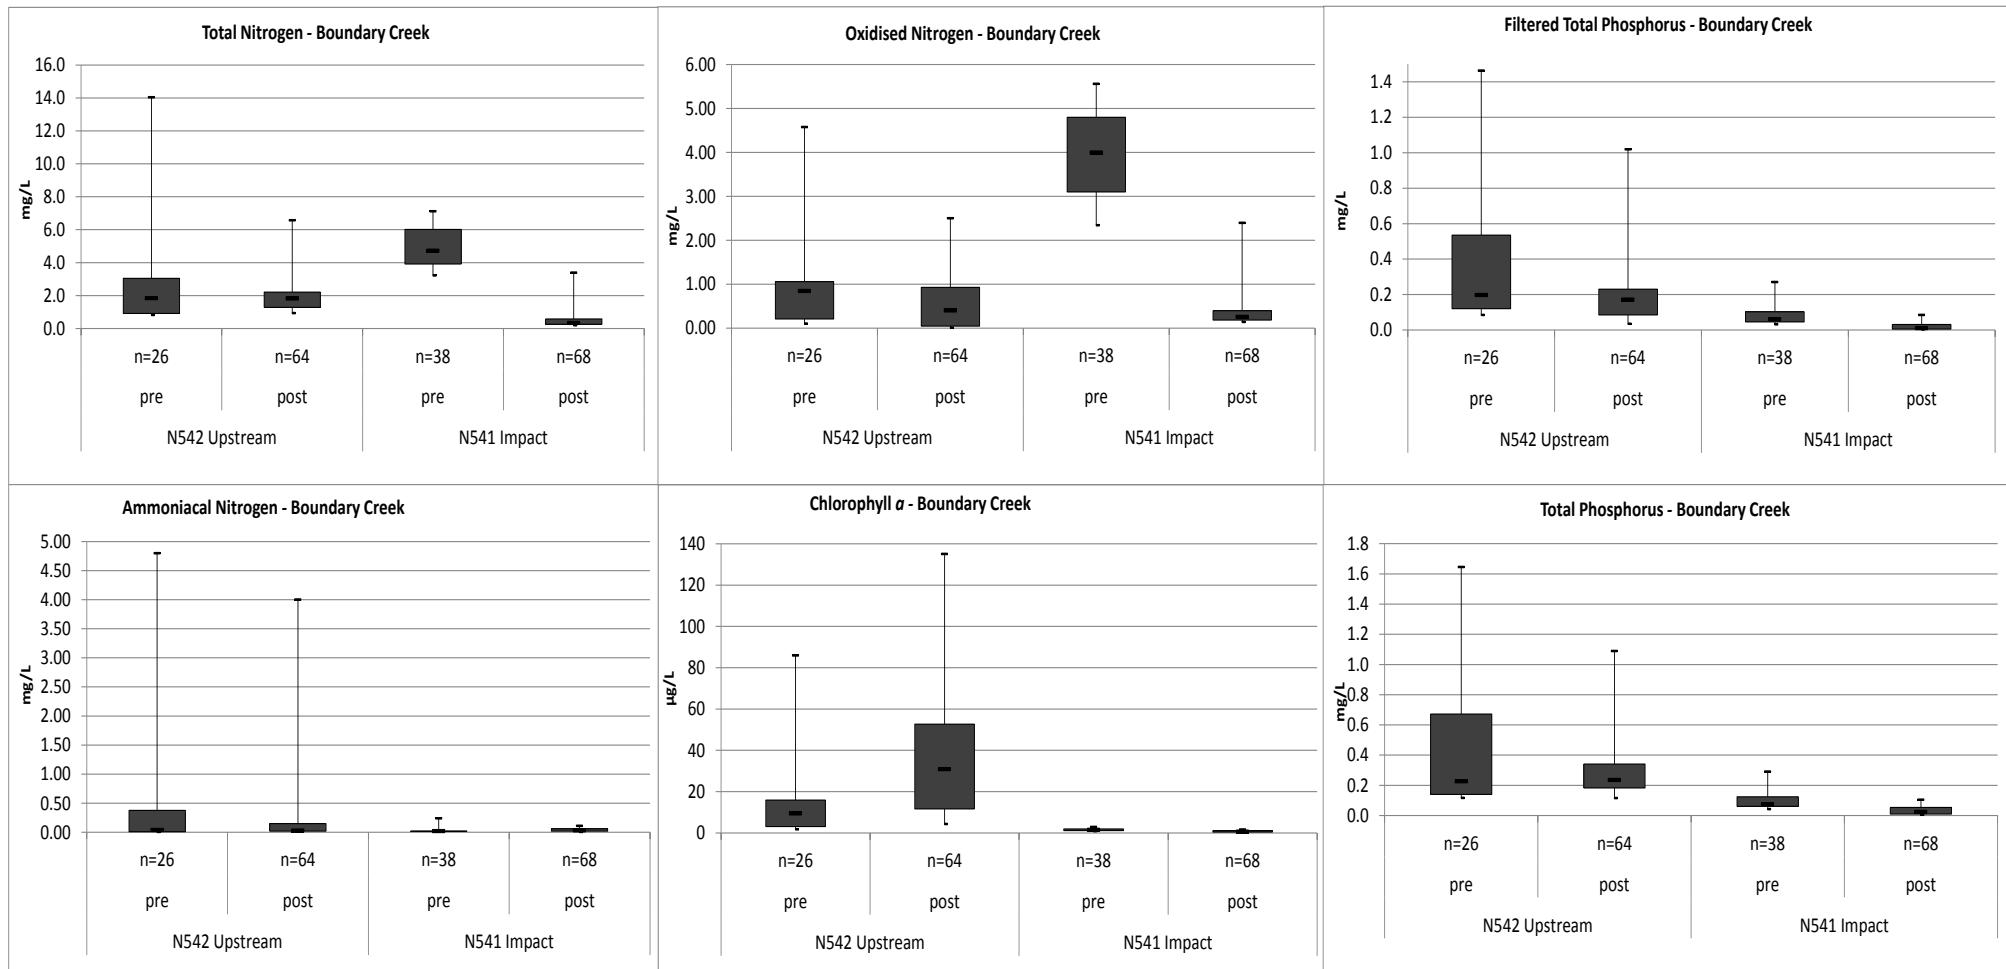 Total Nitrogen - Boundary Creek
16.0
14.0
12.0
10.0
8.0
6.0
4.0
2.0
0.0
mg/L
n=26 n=64 n=38 n=68
pre post pre post
N542 Upstream N541 Impact
Oxidised Nitrogen - Boundary Creek
6.00
5.00
4.00
3.00
2.00
1.00
0.00
mg/L
n=26 n=64 n=38 n=68
pre post pre post
N542 Upstream N541 Impact
Filtered Total Phosphorus - Boundary Creek
1.4
1.2
1.0
0.8
0.6
0.4
0.2
0.0
mg/L
n=26 n=64 n=38 n=68
pre post pre post
N542 Upstream N541 Impact
Ammoniacal Nitrogen - Boundary Creek
5.00
4.50
4.00
3.50
3.00
2.50
2.00
1.50
1.00
0.50
0.00
mg/L
n=26 n=64 n=38 n=68
pre post pre post
N542 Upstream N541 Impact
Chlorophyll a - Boundary Creek
140
120
100
80
60
40
20
0
µg/L
n=26 n=64 n=38 n=68
pre post pre post
N542 Upstream N541 Impact
Total Phosphorus - Boundary Creek
1.8
1.6
1.4
1.2
1.0
0.8
0.6
0.4
0.2
0.0
mg/L
n=26 n=64 n=38 n=68
pre post pre post
N542 Upstream N541 Impact